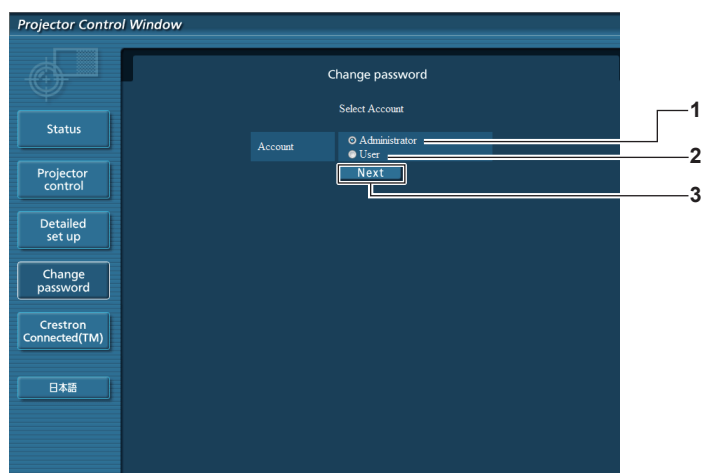 Projector Control Window
Change password
Select Account
Account
Administrator
User
Next
1
2
3
Status
Projector
control
Detailed
set up
Change
password
Crestron
Connected(TM)
日本語